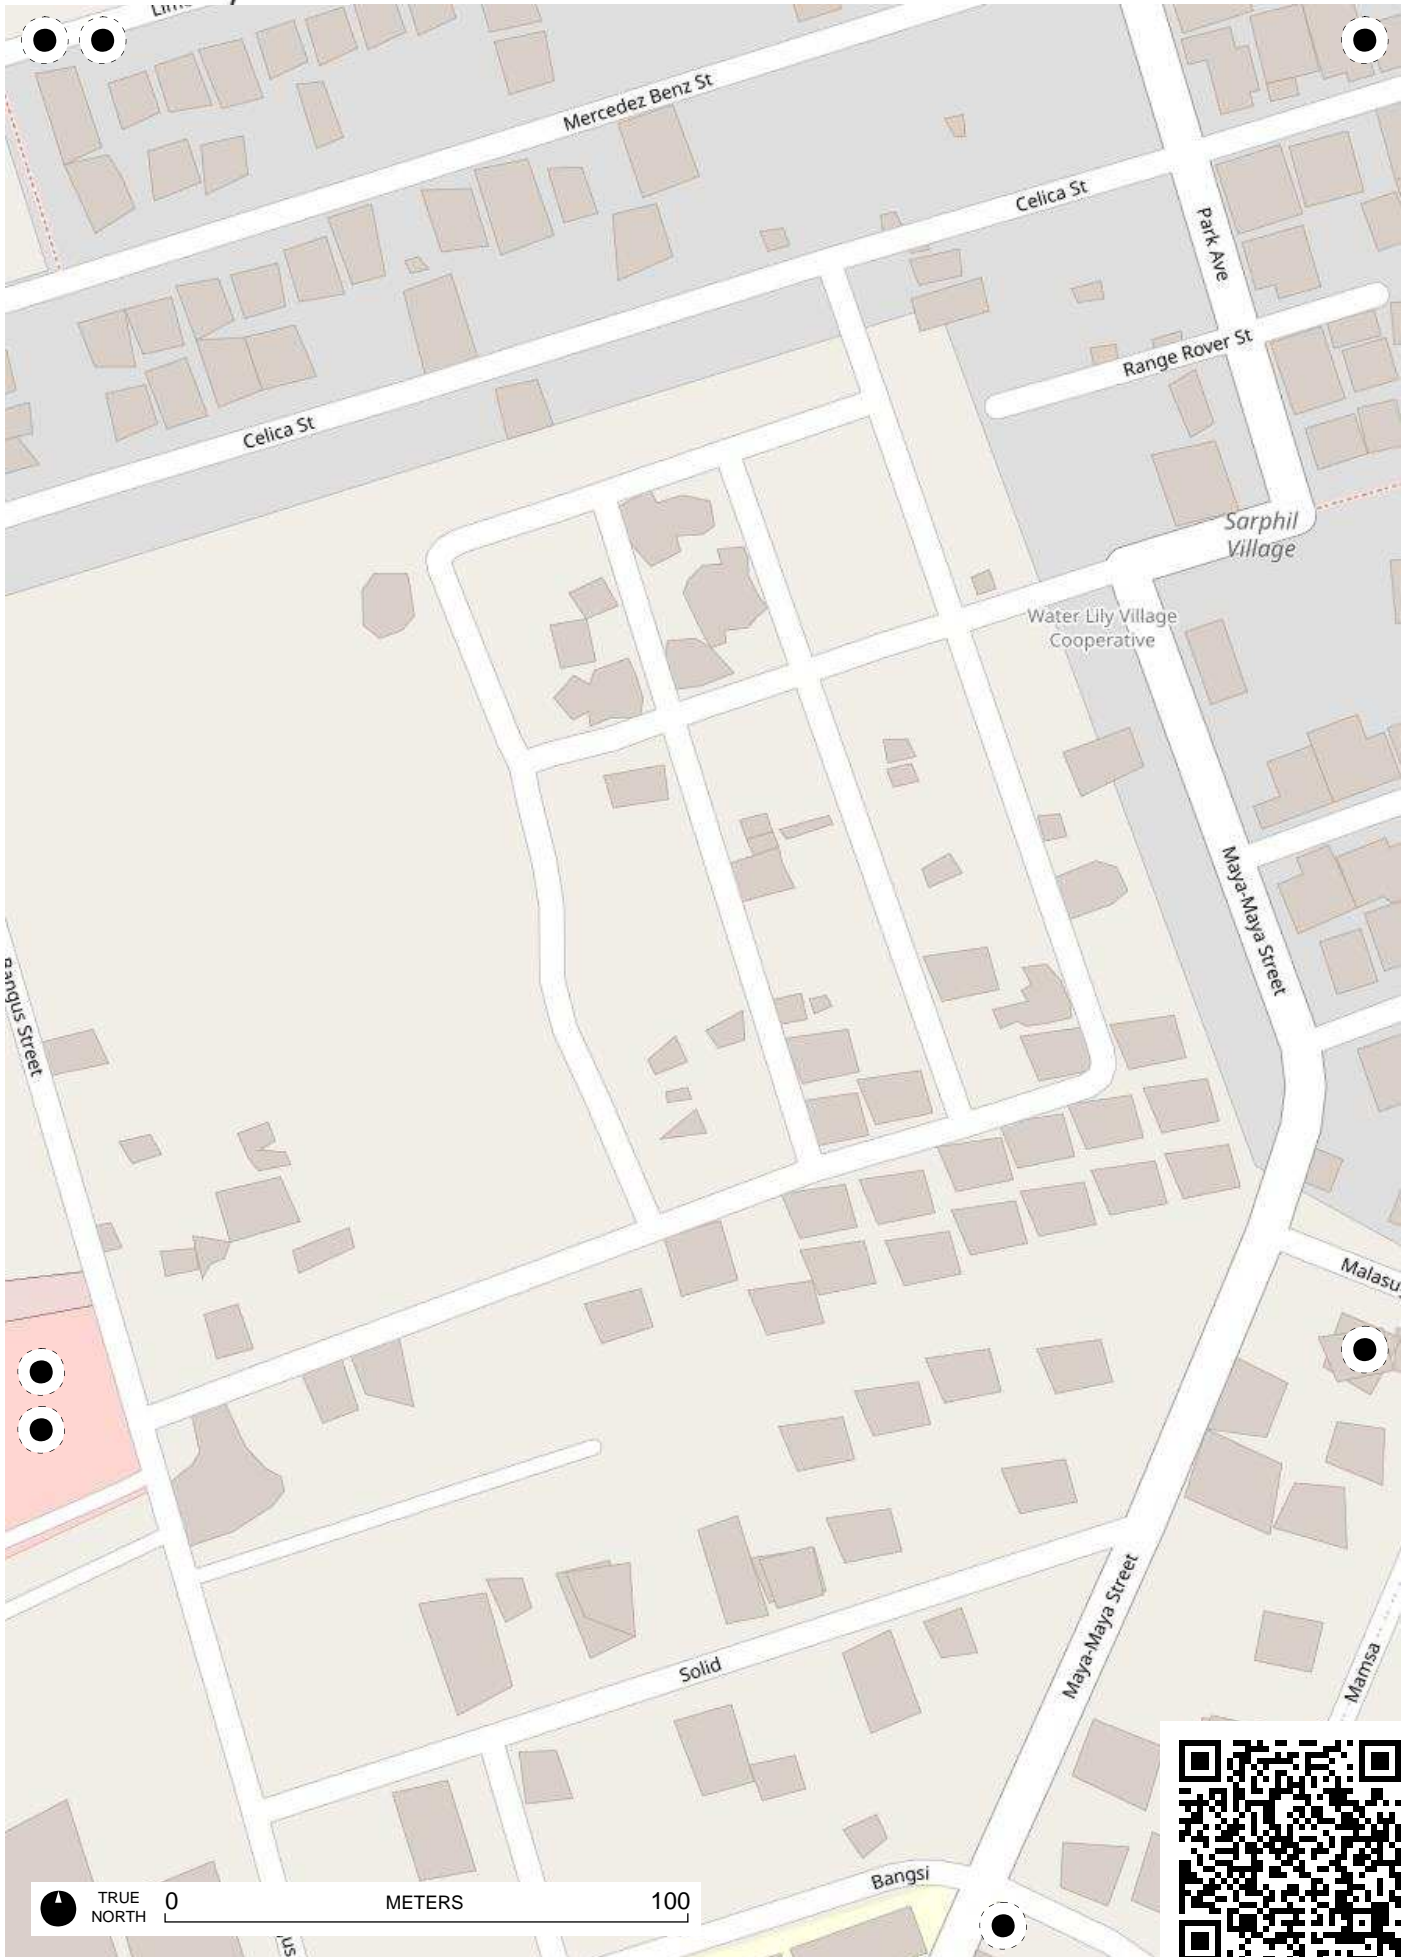 Mercedez Benz St
Celica St
Park Ave
Range Rover St
Celica St
Sarphil
Village
Water Lily Village
Cooperative
Maya-Maya Street
Bangus Street
Maya-Maya Street
Solid
Mamsa
Bangsi
TRUE
NORTH
0
METERS
100